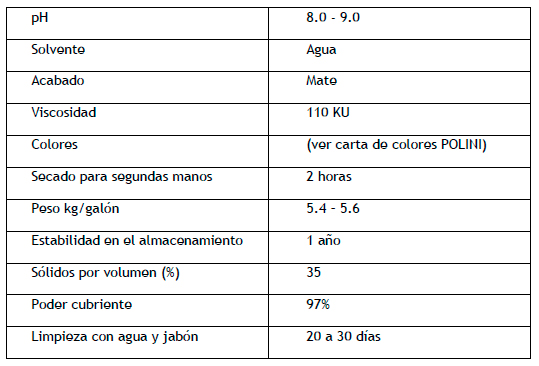 pH 8.0 - 9.0
Solvente Agua
Acabado Mate
Viscosidad 110 KU
Colores (ver carta de colores POLINI)
Secado para segundas manos 2 horas
Peso kg/galón 5.4 - 5.6
Estabilidad en el almacenamiento 1 año
Sólidos por volumen (%) 35
Poder cubriente 97%
Limpieza con agua y jabón 20 a 30 días